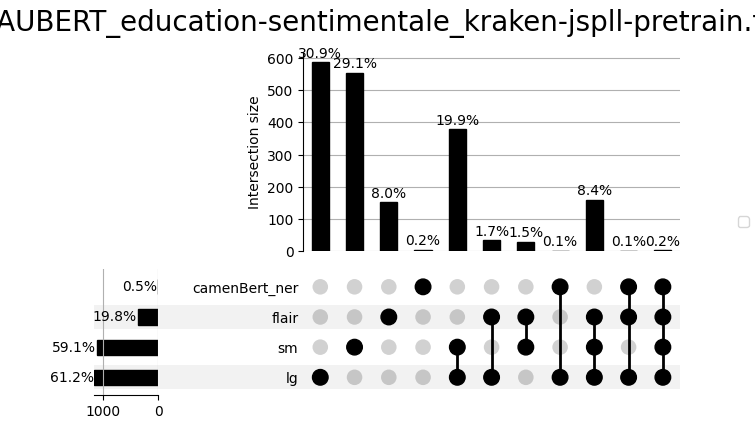 AUBERT_education-sentimentale_kraken-jspll-pretrain.
30.9% 29.1% 8.0% 0.2% 19.9% 1.7% 1.5% 0.1% 8.4% 0.1% 0.2%
600
500
400
300
200
100
0
Intersection size
0.5% camenBert_ner
19.8% flair
59.1% sm
61.2% lg
1000 0